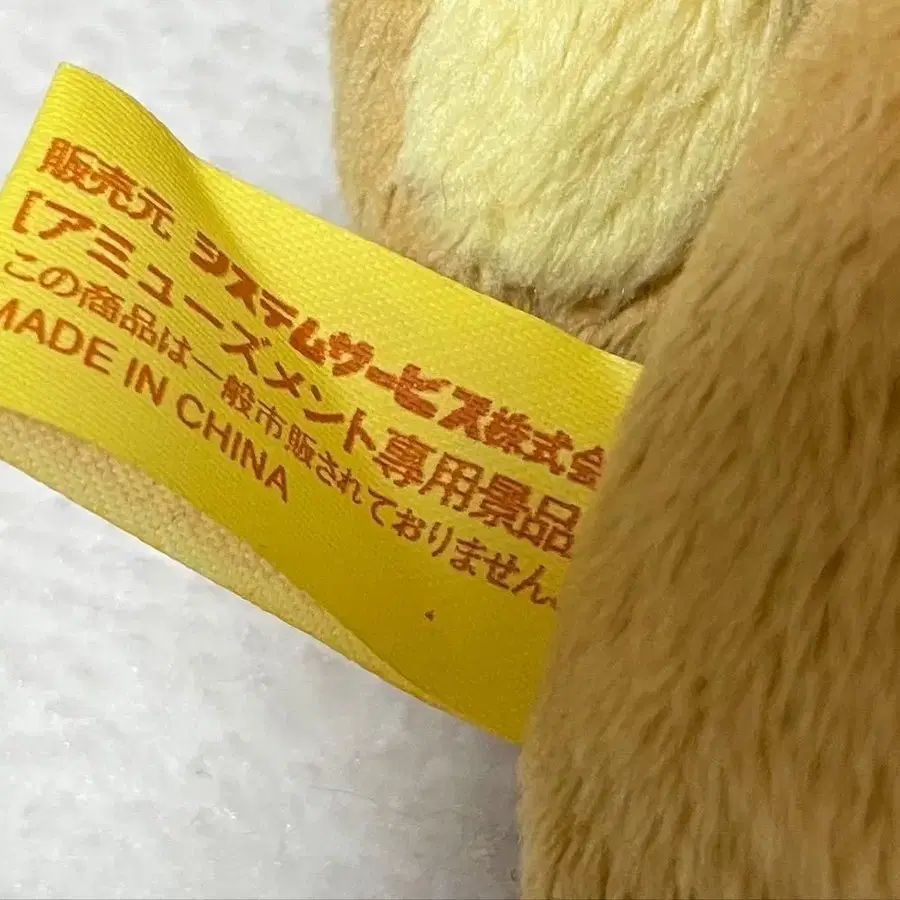 販売元 システムサービス株式会
[アミューズメント専用景品
この商品は一般市販されておりません。
MADE IN CHINA